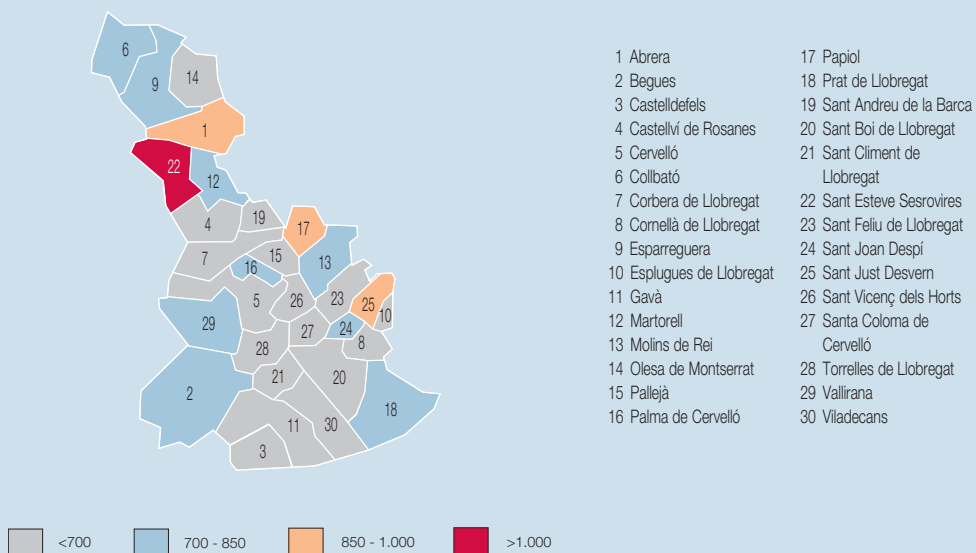 6
9
14
1
22
12
4
19
17
7
15
16
13
5
26
23
25
10
29
27
24
8
28
21
20
2
18
11
30
3
1 Abrera
2 Begues
3 Castelldefels
4 Castellví de Rosanes
5 Cervelló
6 Collbató
7 Corbera de Llobregat
8 Cornellà de Llobregat
9 Esparreguera
10 Esplugues de Llobregat
11 Gavà
12 Martorell
13 Molins de Rei
14 Olesa de Montserrat
15 Pallejà
16 Palma de Cervelló
17 Papiol
18 Prat de Llobregat
19 Sant Andreu de la Barca
20 Sant Boi de Llobregat
21 Sant Climent de
Llobregat
22 Sant Esteve Sesrovires
23 Sant Feliu de Llobregat
24 Sant Joan Despí
25 Sant Just Desvern
26 Sant Vicenç dels Horts
27 Santa Coloma de
Cervelló
28 Torrelles de Llobregat
29 Vallirana
30 Viladecans
<700
700 - 850
850 - 1.000
>1.000